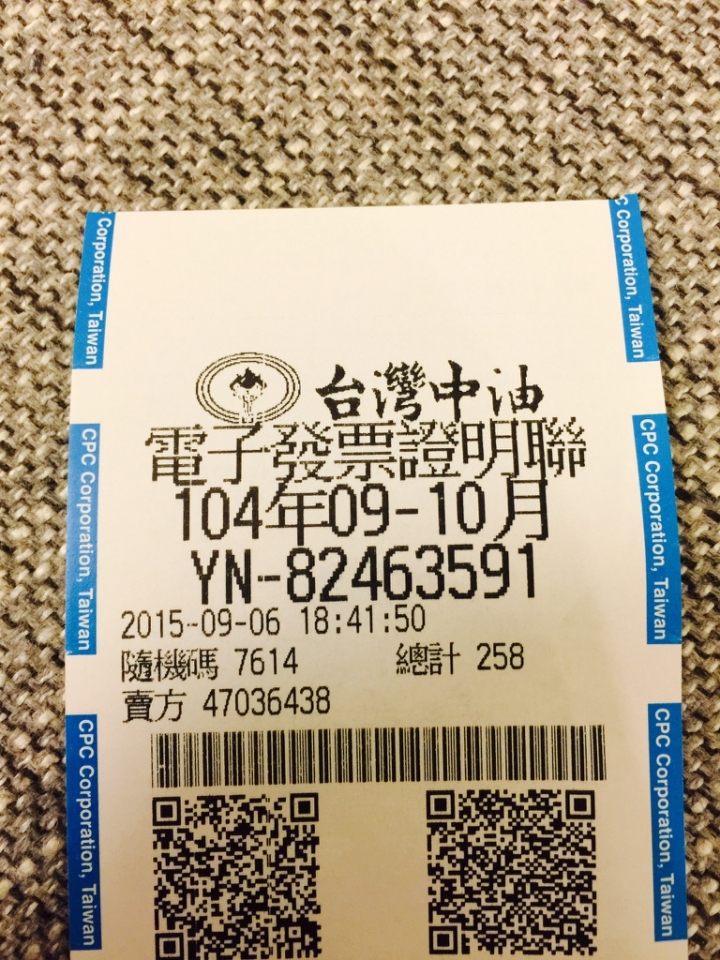 Corporation, Taiwan
C Corporation, Taiwan
台灣中油
電子發票證明聯
104年09-10月
YN-82463591
2015-09-06 18:41:50
隨機碼 7614 總計 258
賣方 47036438
CPC Corporation, Taiwan
CPC Corporation, Taiwan
CPC Corporation, Taiwan
CPC Corporation, Taiwan